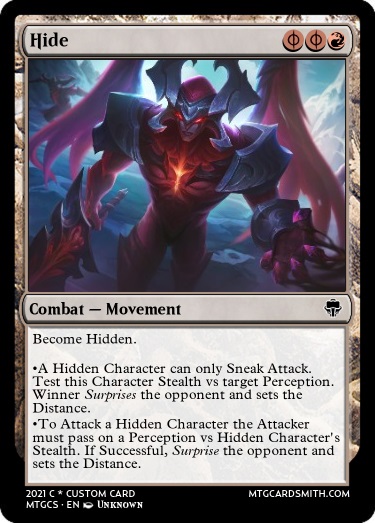 Hide
Combat — Movement
Become Hidden.
•A Hidden Character can only Sneak Attack.
Test this Character Stealth vs target Perception.
Winner Surprises the opponent and sets the
Distance.
•To Attack a Hidden Character the Attacker
must pass on a Perception vs Hidden Character's
Stealth. If Successful, Surprise the opponent and
sets the Distance.
2021 C * CUSTOM CARD
MTGCARDSMITH.COM
MTGCS • EN Unknown